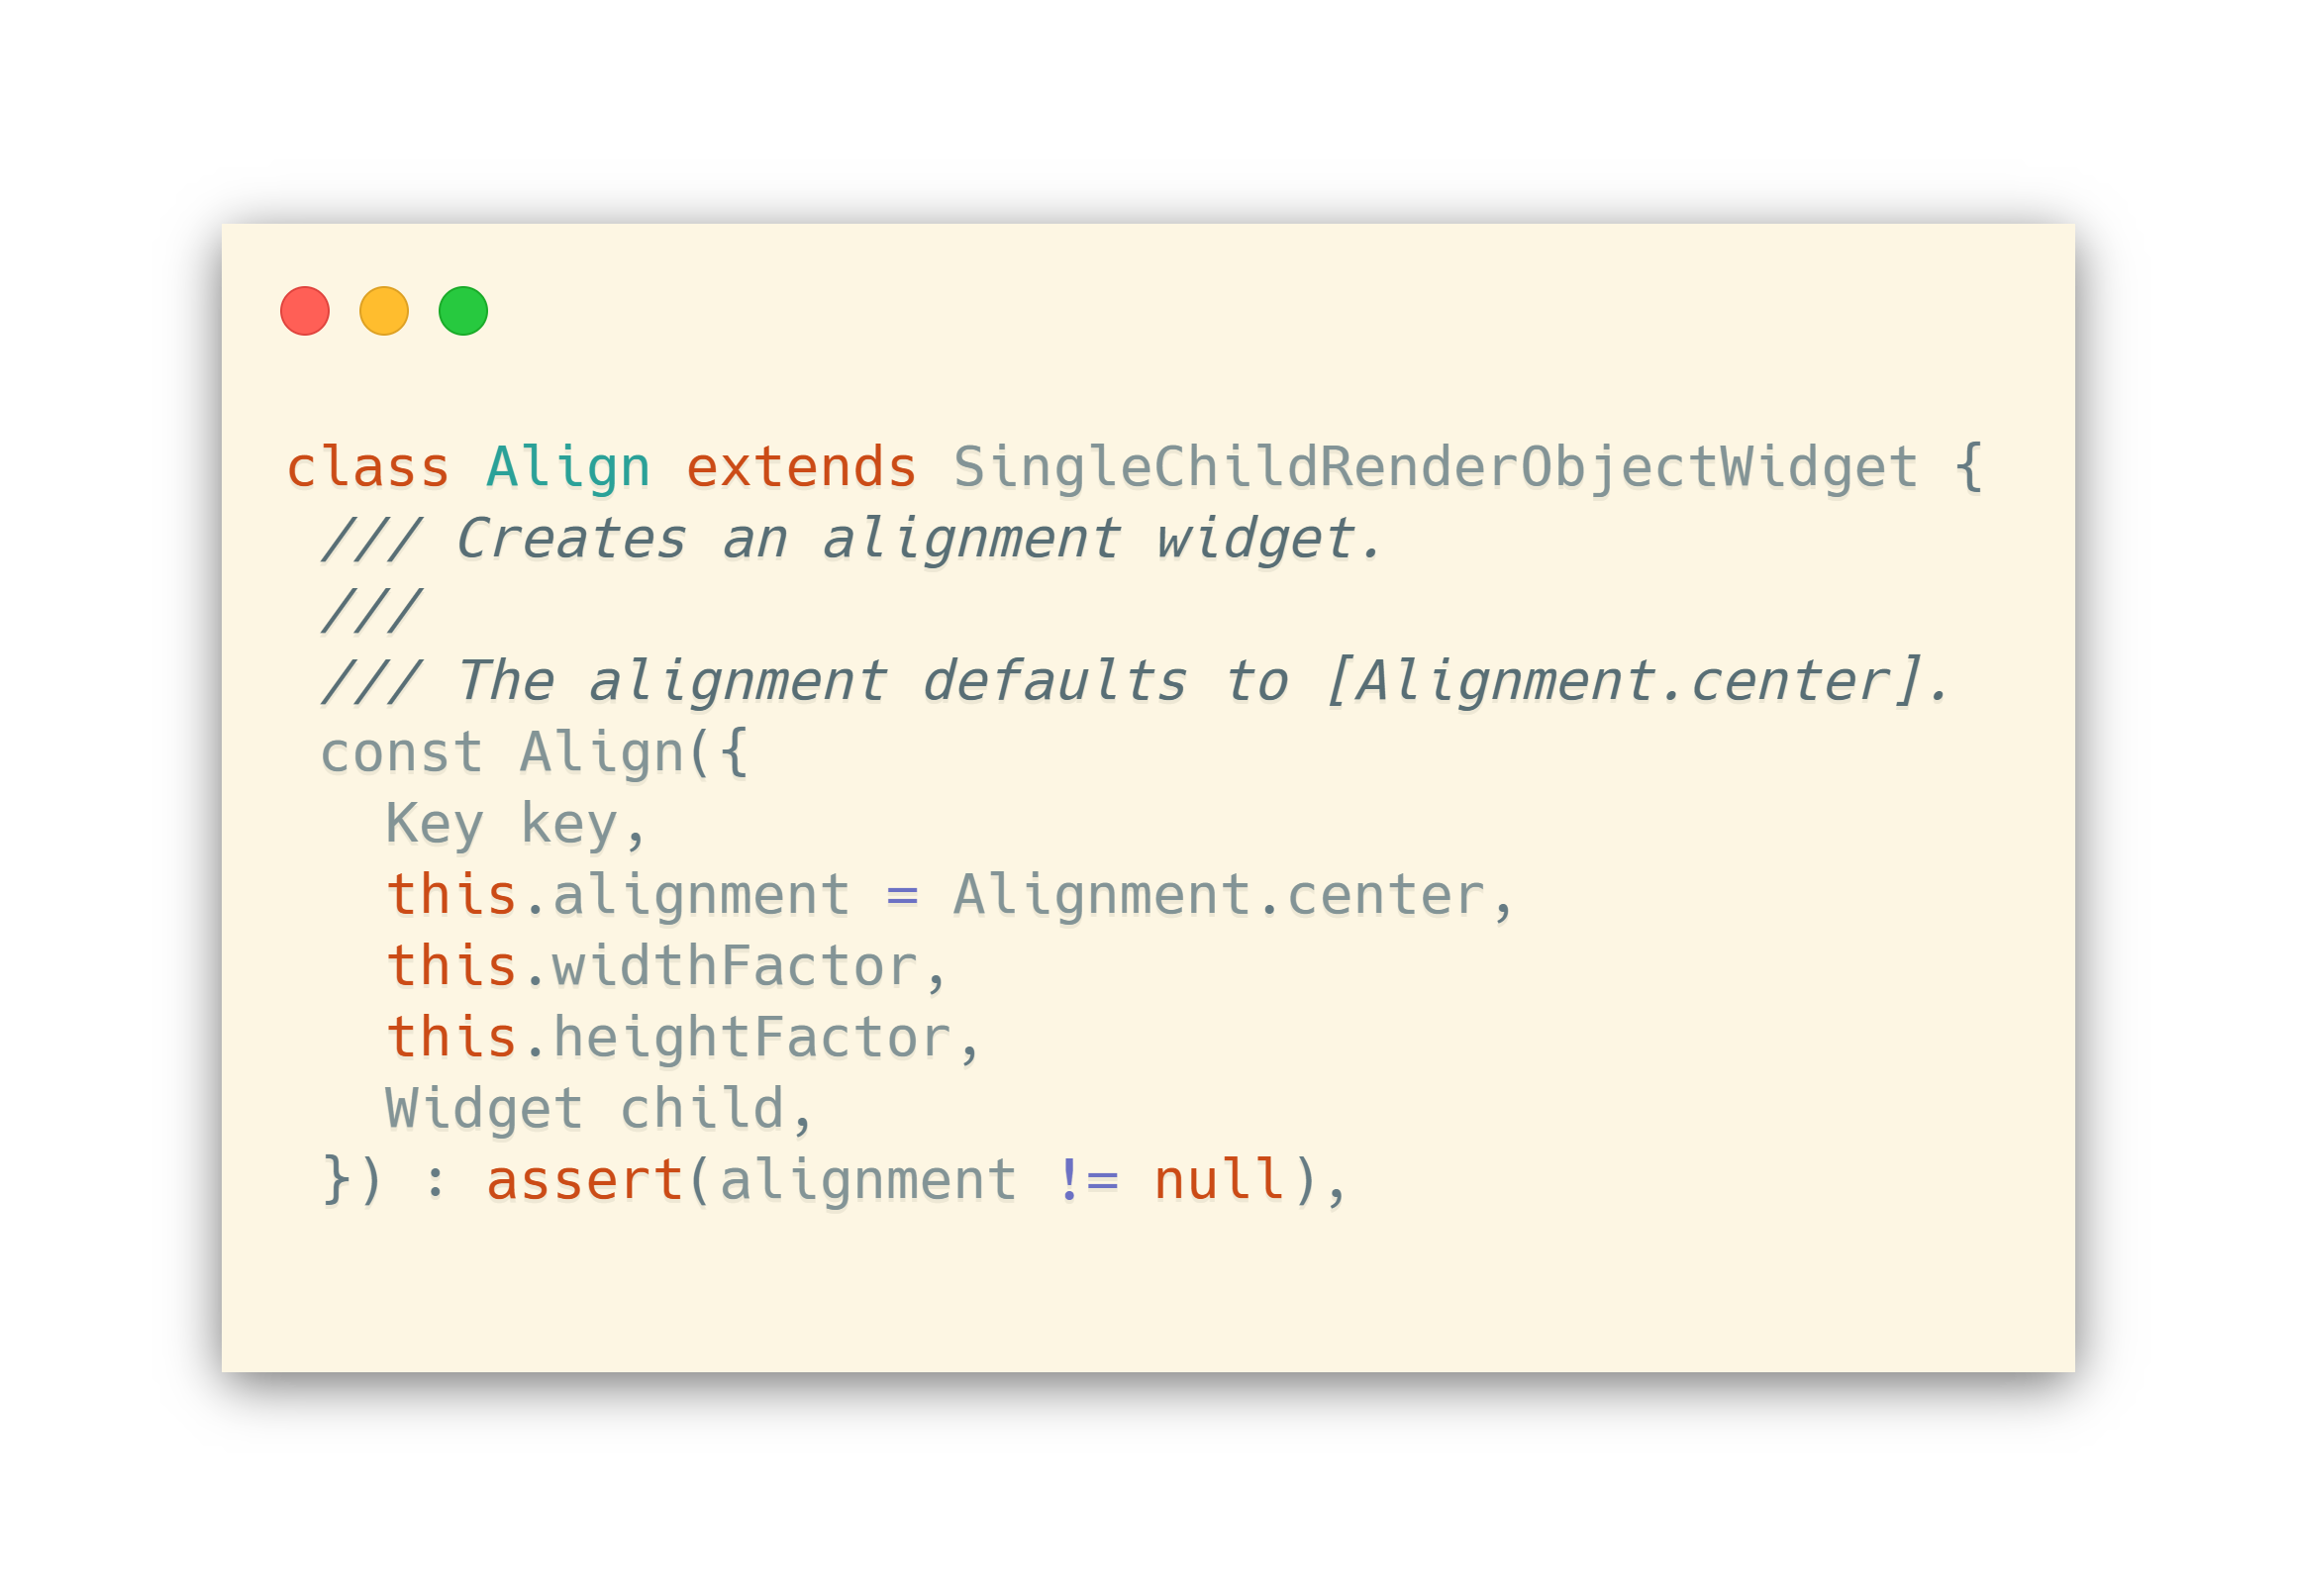 class Align extends SingleChildRenderObjectWidget {
 /// Creates an alignment widget.
 ///
 /// The alignment defaults to [Alignment.center].
 const Align({
   Key key,
   this.alignment = Alignment.center,
   this.widthFactor,
   this.heightFactor,
   Widget child,
 }) : assert(alignment != null),